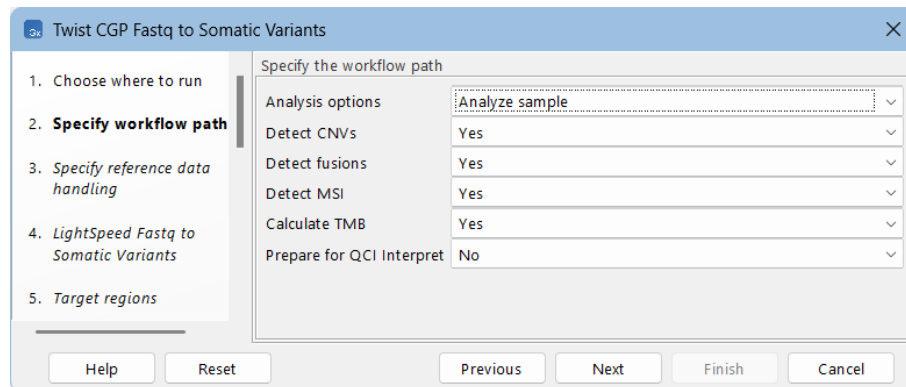 Gx Twist CGP Fastq to Somatic Variants
1. Choose where to run
2. Specify workflow path
3. Specify reference data
handling
4. LightSpeed Fastq to
Somatic Variants
5. Target regions
Specify the workflow path
Analysis options Analyze sample
Detect CNVs Yes
Detect fusions Yes
Detect MSI Yes
Calculate TMB Yes
Prepare for QCI Interpret No
Help Reset Previous Next Finish Cancel